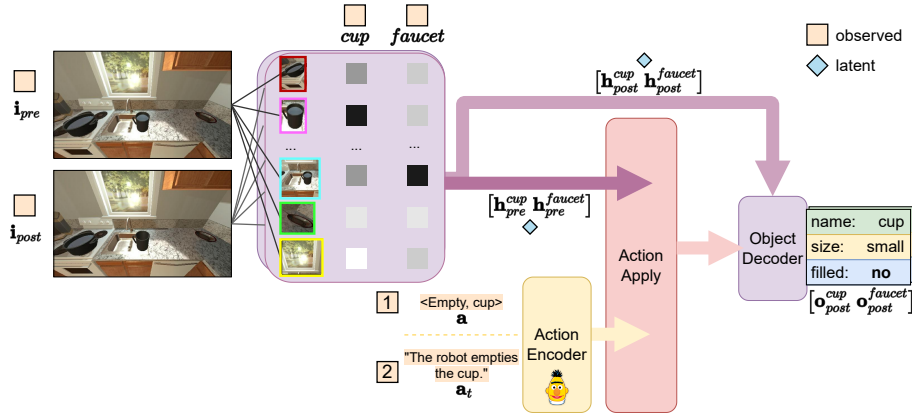 cup faucet
observed
latent
i_pre
i_post
...
...
...
[h^cup_post h^faucet_post]
[h^cup_pre h^faucet_pre]
Action
Apply
Object
Decoder
name: cup
size: small
filled: no
[o^cup_post o^faucet_post]
1
<Empty, cup>
a
2
"The robot empties
the cup."
a_t
Action
Encoder